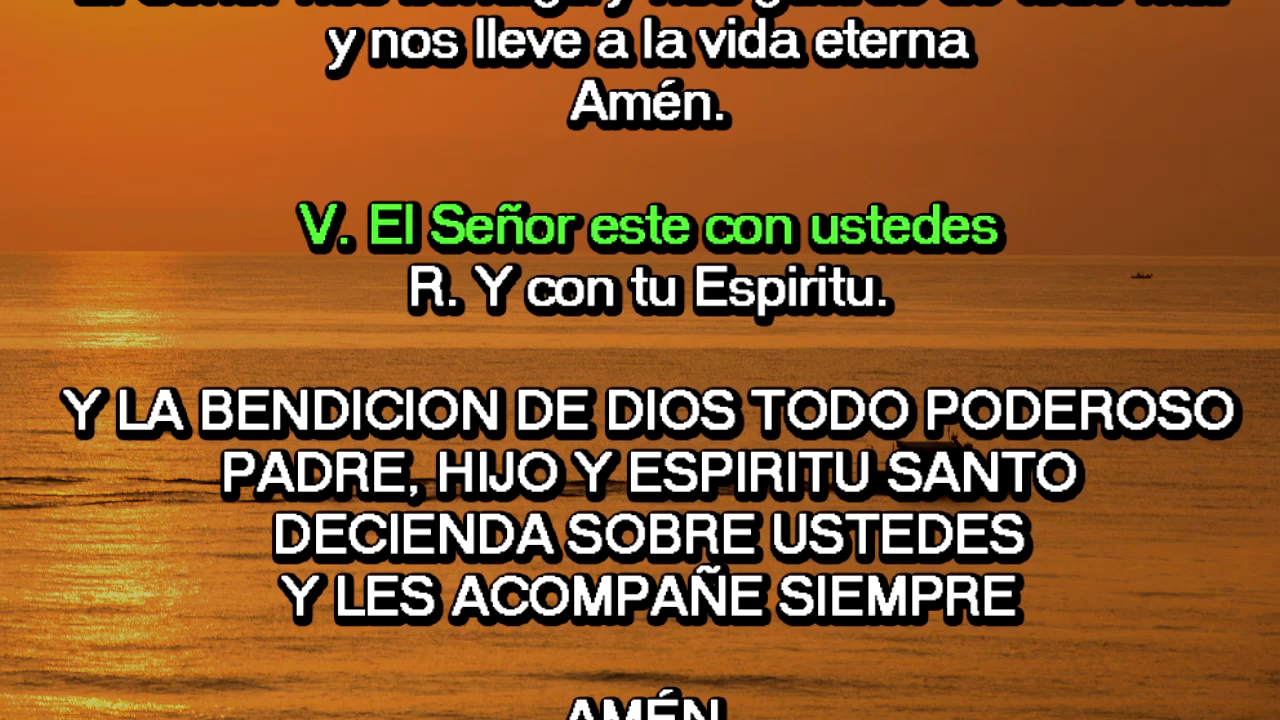 y nos lleve a la vida eterna
Amén.
V. El Señor este con ustedes
R. Y con tu Espiritu.
Y LA BENDICION DE DIOS TODO PODEROSO
PADRE, HIJO Y ESPIRITU SANTO
DECIENDA SOBRE USTEDES
Y LES ACOMPAÑE SIEMPRE
AMÉN